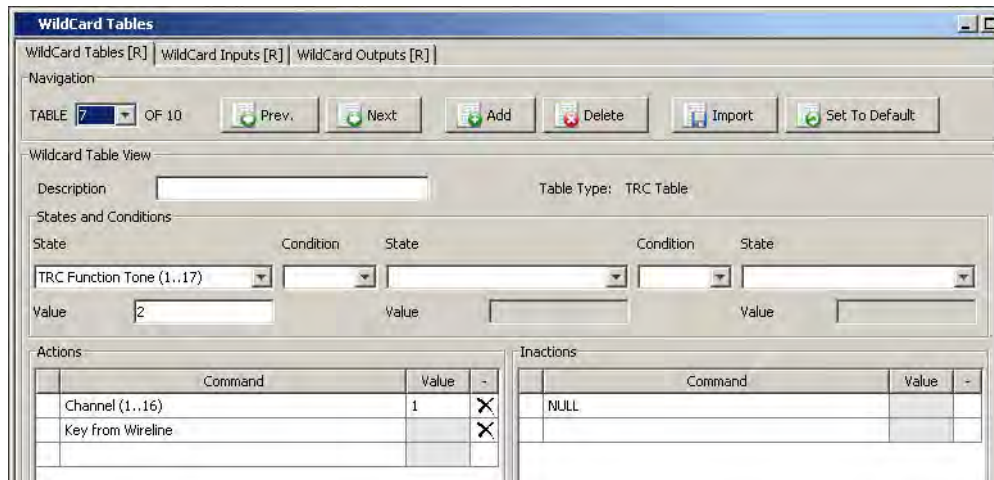 WildCard Tables
WildCard Tables [R] WildCard Inputs [R] WildCard Outputs [R]
Navigation
TABLE 7 OF 10 Prev. Next Add Delete Import Set To Default
Wildcard Table View
Description Table Type: TRC Table
States and Conditions
State Condition State Condition State
TRC Function Tone (1..17)
Value 2 Value Value
Actions Inactions
Command Value - Command Value -
Channel (1..16) 1 NULL
Key from Wireline